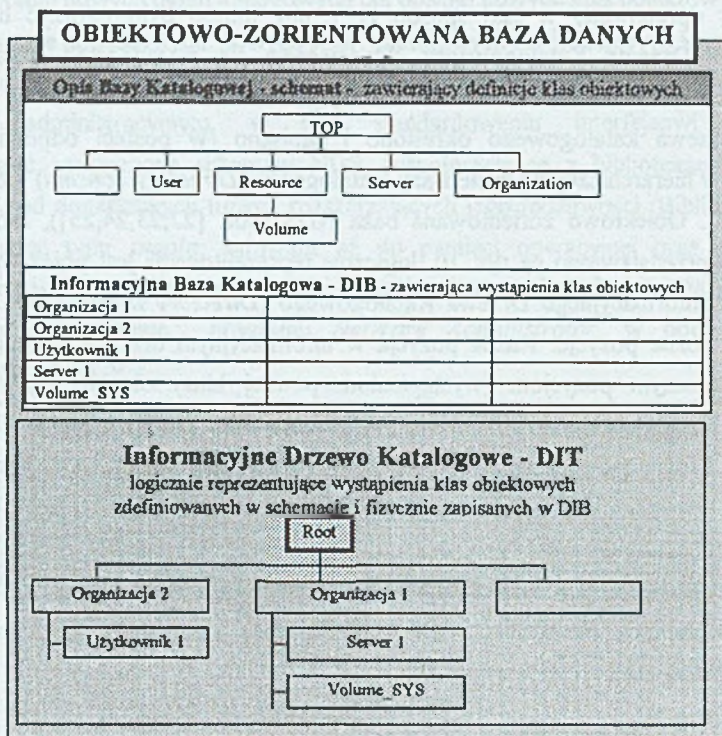 OBIEKTOWO-ZORIENTOWANA BAZA DANYCH
Opis Bazy Katalogowej - schemat - zawierający definicje klas obiektowych
TOP
User Resource Server Organization
Volume
Informacyjna Baza Katalogowa - DIB - zawierająca wystąpienia klas obiektowych
Organizacja 1
Organizacja 2
Użytkownik 1
Server 1
Volume_SYS
Informacyjne Drzewo Katalogowe - DIT
logicznie reprezentujące wystąpienia klas obiektowych
zdefiniowanych w schemacie i fizycznie zapisanych w DIB
Root
Organizacja 2 Organizacja 1
Użytkownik 1 Server 1
Volume_SYS